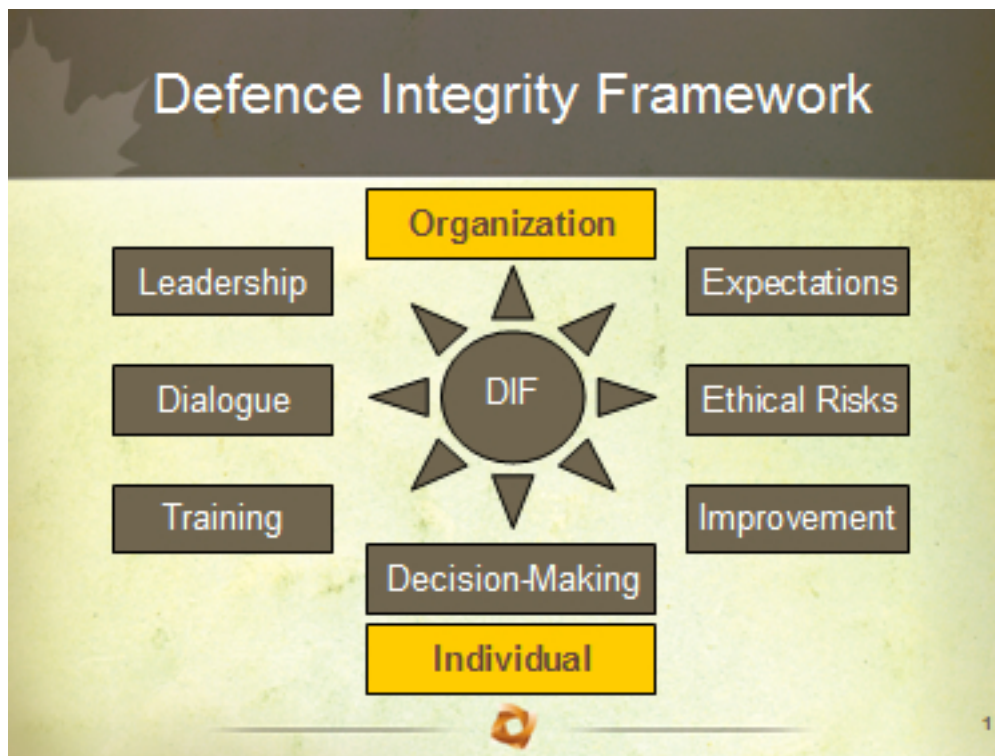 Defence Integrity Framework
Organization
Leadership
Expectations
Dialogue
DIF
Ethical Risks
Training
Improvement
Decision-Making
Individual
1